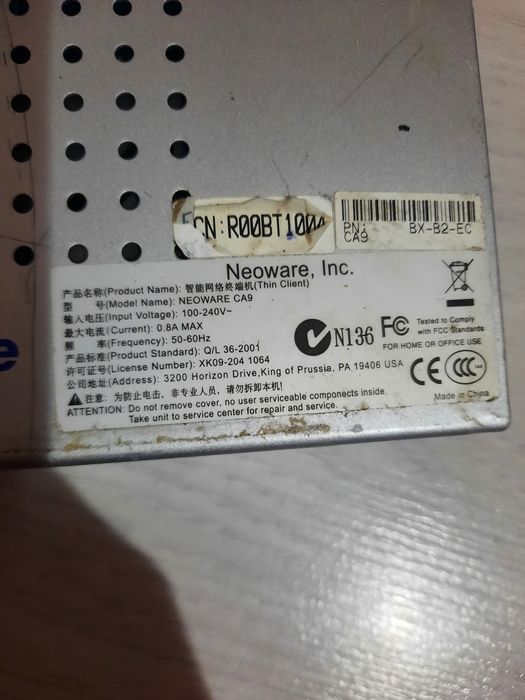 CN:R00BT1004
PN:
CA9
BX-B2-EC
Neoware, Inc.
产品名称(Product Name): 智能网络终端机(Thin Client)
型 号(Model Name): NEOWARE CA9
输入电压(Input Voltage): 100-240V~
最大电流(Current): 0.8A MAX
频 率(Frequency): 50-60Hz
产品标准(Product Standard): Q/L 36-2001
许可证号(License Number): XK09-204 1064
公司地址(Address): 3200 Horizon Drive,King of Prussia, PA 19406 USA
N136
FC
Tested to Comply
with FCC Standards
FOR HOME OR OFFICE USE
CE
CCC
注意: 为防止电击, 非专业人员, 请勿拆卸本机!
ATTENTION: Do not remove cover, no user serviceable componects inside.
Take unit to service center for repair and service.
Made in China
e